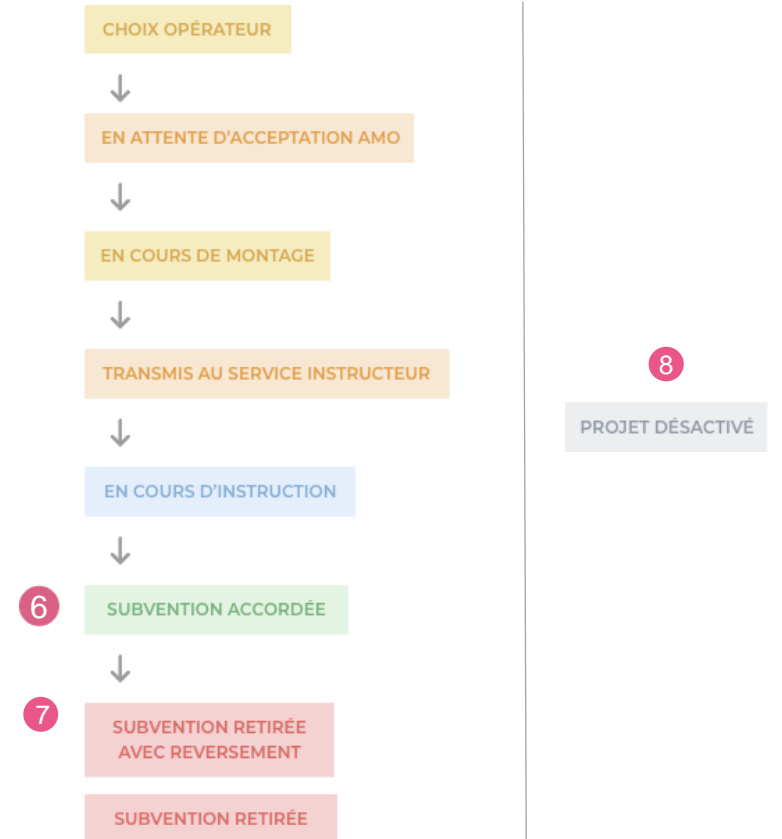 CHOIX OPÉRATEUR
EN ATTENTE D'ACCEPTATION AMO
EN COURS DE MONTAGE
TRANSMIS AU SERVICE INSTRUCTEUR
EN COURS D'INSTRUCTION
6
SUBVENTION ACCORDÉE
7
SUBVENTION RETIRÉE
AVEC REVERSEMENT
SUBVENTION RETIRÉE
8
PROJET DÉSACTIVÉ